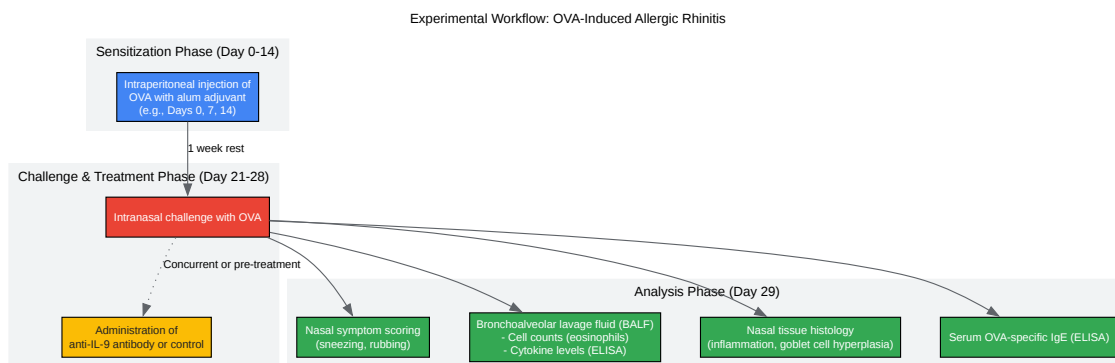 Experimental Workflow: OVA-Induced Allergic Rhinitis
Sensitization Phase (Day 0-14)
Intraperitoneal injection of
OVA with alum adjuvant
(e.g., Days 0, 7, 14)
1 week rest
Challenge & Treatment Phase (Day 21-28)
Intranasal challenge with OVA
Concurrent or pre-treatment
Administration of
anti-IL-9 antibody or control
Analysis Phase (Day 29)
Nasal symptom scoring
(sneezing, rubbing)
Bronchoalveolar lavage fluid (BALF)
- Cell counts (eosinophils)
- Cytokine levels (ELISA)
Nasal tissue histology
(inflammation, goblet cell hyperplasia)
Serum OVA-specific IgE (ELISA)